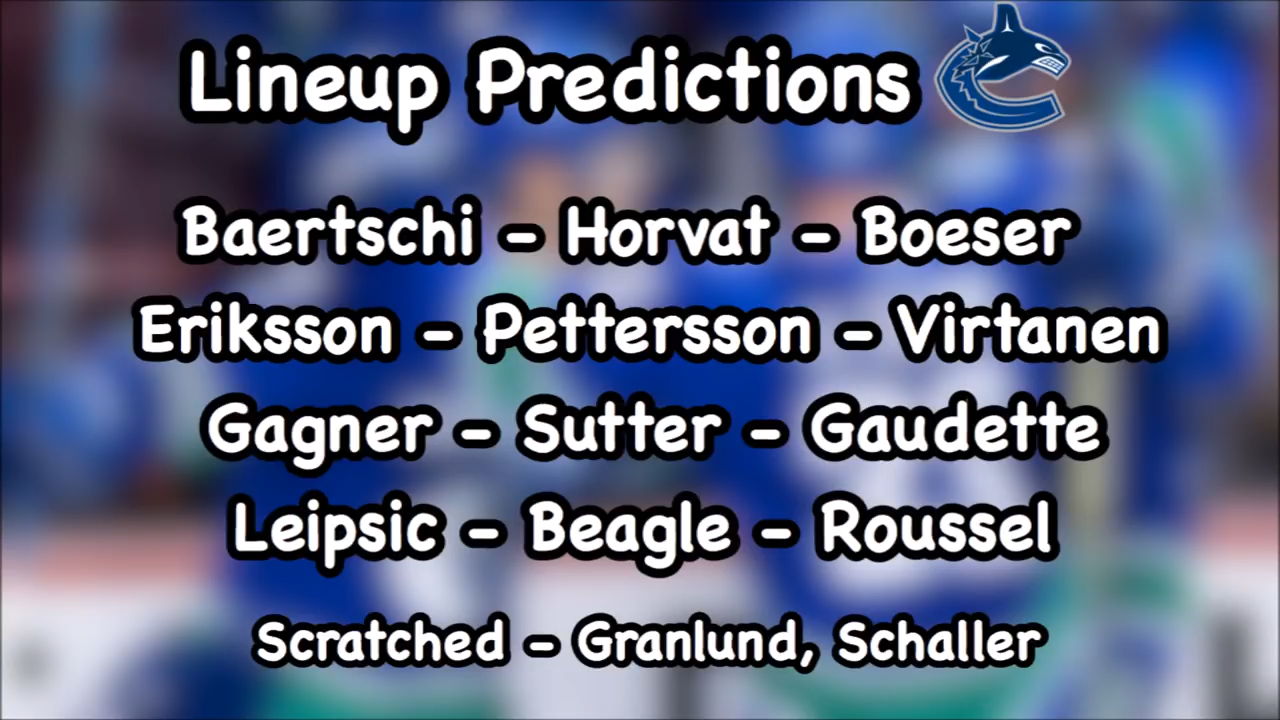 Lineup Predictions
Baertschi - Horvat - Boeser
Eriksson - Pettersson - Virtanen
Gagner - Sutter - Gaudette
Leipsic - Beagle - Roussel
Scratched - Granlund, Schaller